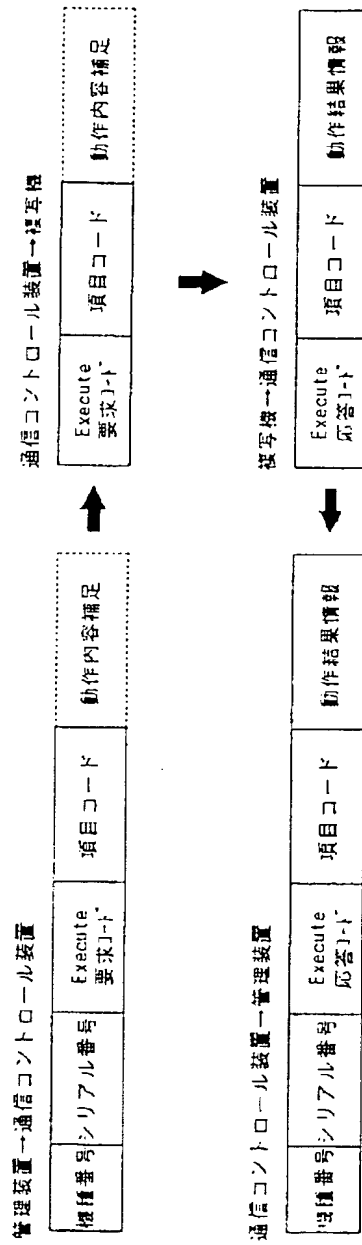 管理装置→通信コントロール装置
機種番号 シリアル番号 Execute 要求コード 項目コード 動作内容補足
通信コントロール装置→複写機
Execute 要求コード 項目コード 動作内容補足
複写機→通信コントロール装置
Execute 応答コード 項目コード 動作結果情報
通信コントロール装置→管理装置
機種番号 シリアル番号 Execute 応答コード 項目コード 動作結果情報